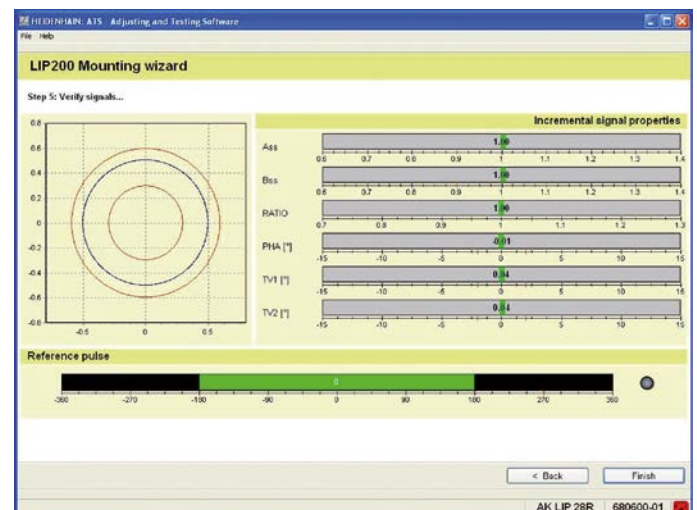 HEIDENHAIN: ATS - Adjusting and Testing Software
File Help
LIP200 Mounting wizard
Step 5: Verify signals...
Incremental signal properties
0.8
0.6
0.4
0.2
0
-0.2
-0.4
-0.6
-0.8
-0.5 0 0.5
Ass 1.00
0.6 0.7 0.8 0.9 1 1.1 1.2 1.3 1.4
Bss 1.00
0.6 0.7 0.8 0.9 1 1.1 1.2 1.3 1.4
RATIO 1.00
0.7 0.8 0.9 1 1.1 1.2 1.3
PHA [°] -0.01
-15 -10 -5 0 5 10 15
TV1 [°] 0.04
-15 -10 -5 0 5 10 15
TV2 [°] 0.04
-15 -10 -5 0 5 10 15
Reference pulse
0
-360 -270 -180 -90 0 90 180 270 360
< Back Finish
AK LIP 28R 680600-01